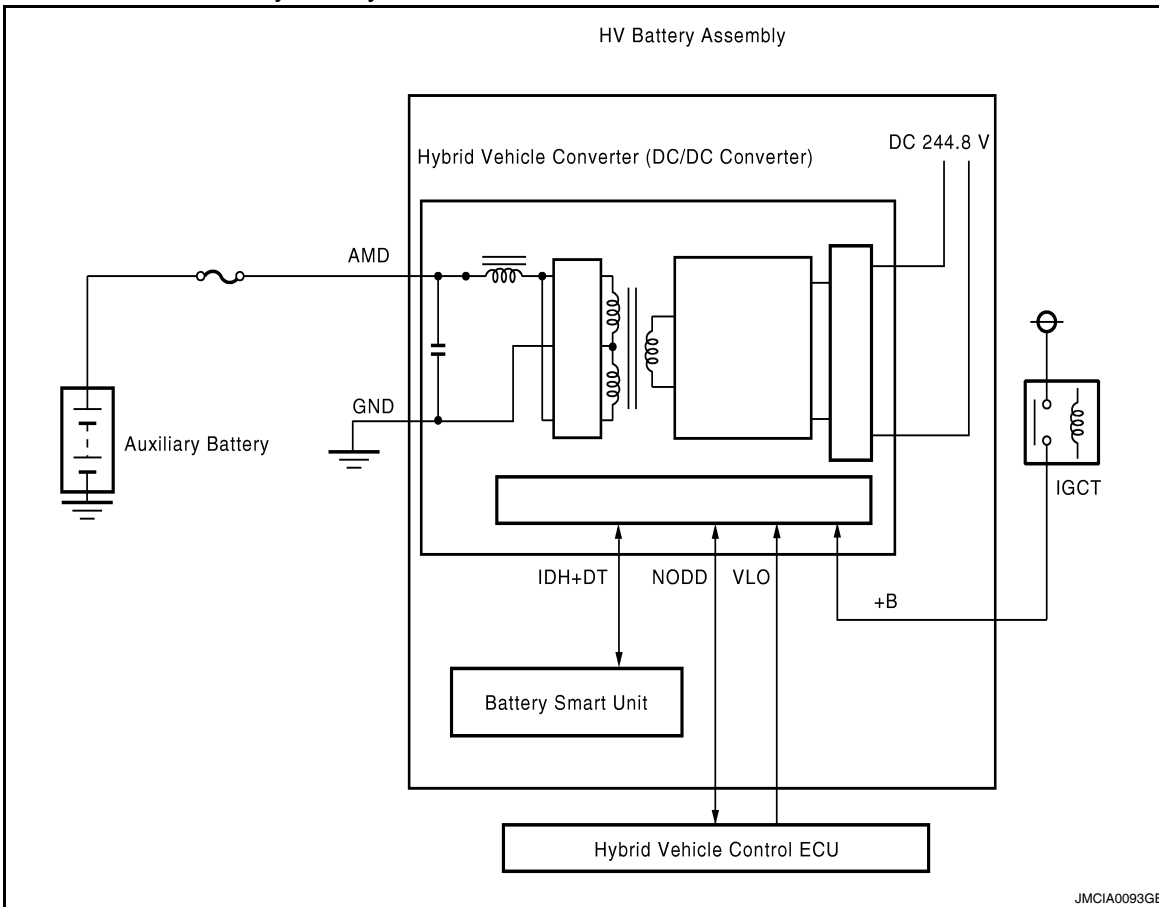 HV Battery Assembly
DC 244.8 V
Hybrid Vehicle Converter (DC/DC Converter)
AMD
GND
Auxiliary Battery
IGCT
IDH+DT
NODD
VLO
+B
Battery Smart Unit
Hybrid Vehicle Control ECU